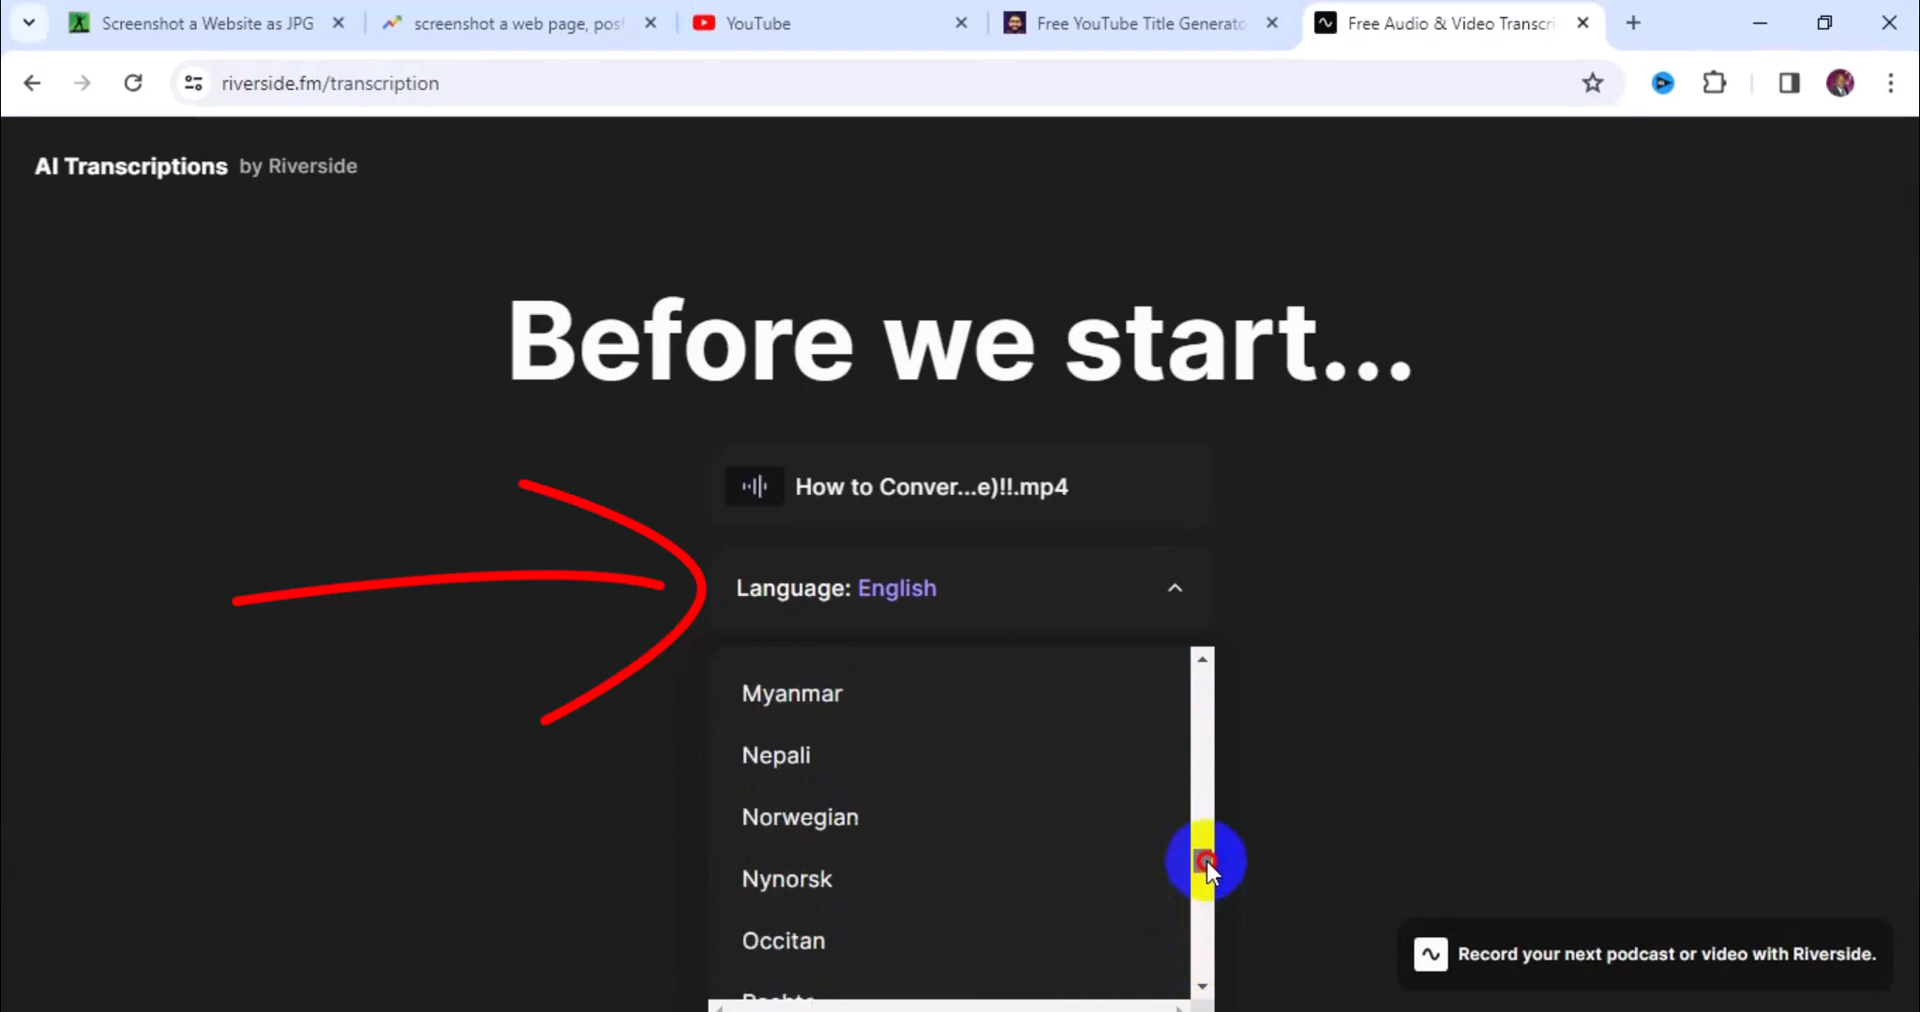 Screenshot a Website as JPG
screenshot a web page, pos
YouTube
Free YouTube Title Generato
Free Audio & Video Transcri
riverside.fm/transcription
AI Transcriptions by Riverside
Before we start...
How to Conver...e)!!.mp4
Language: English
Myanmar
Nepali
Norwegian
Nynorsk
Occitan
Record your next podcast or video with Riverside.